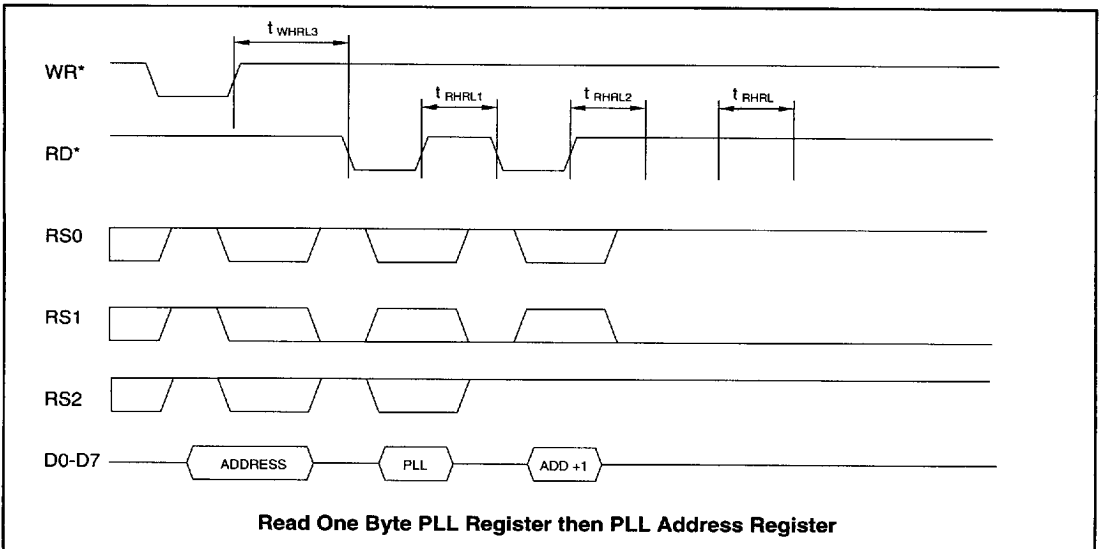 t WHRL3
WR*
t RHRL1
t RHRL2
t RHRL
RD*
RS0
RS1
RS2
D0-D7
ADDRESS
PLL
ADD +1
Read One Byte PLL Register then PLL Address Register